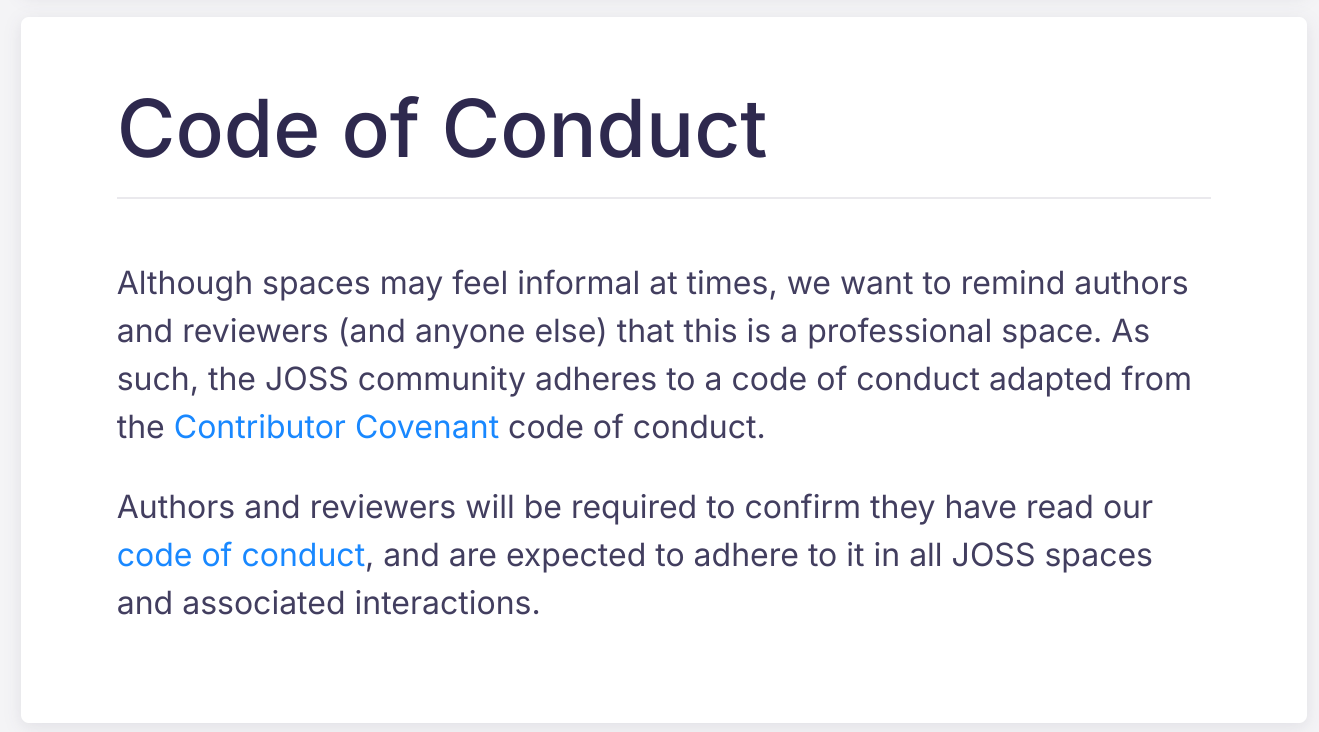 Code of Conduct
Although spaces may feel informal at times, we want to remind authors
and reviewers (and anyone else) that this is a professional space. As
such, the JOSS community adheres to a code of conduct adapted from
the Contributor Covenant code of conduct.
Authors and reviewers will be required to confirm they have read our
code of conduct, and are expected to adhere to it in all JOSS spaces
and associated interactions.